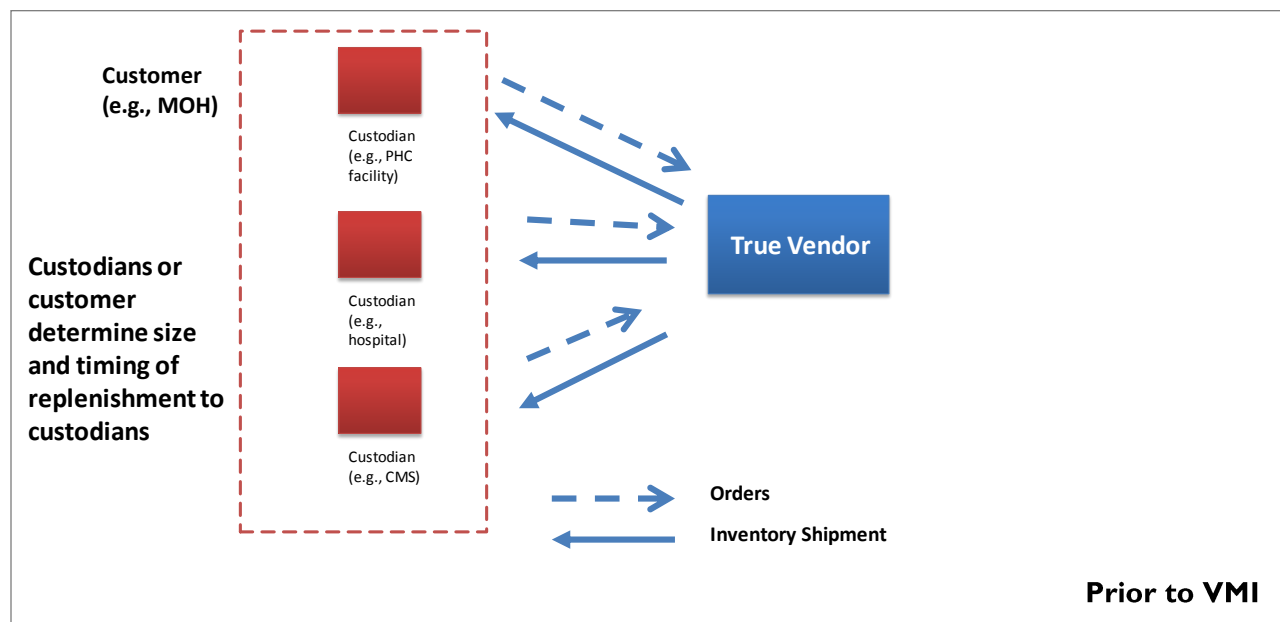 Customer
(e.g., MOH)
Custodian
(e.g., PHC
facility)
Custodians or
customer
determine size
and timing of
replenishment to
custodians
Custodian
(e.g.,
hospital)
Custodian
(e.g., CMS)
True Vendor
Orders
Inventory Shipment
Prior to VMI